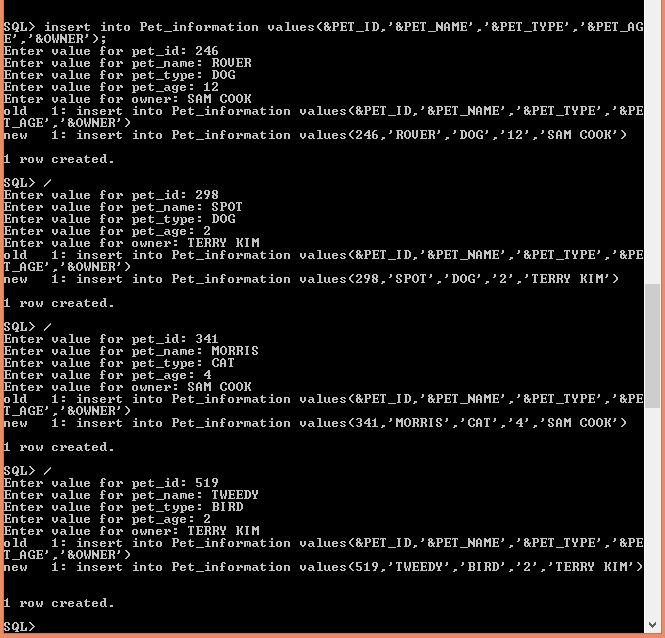 SQL> insert into Pet_information values(&PET_ID,'&PET_NAME','&PET_TYPE','&PET_AG
E','&OWNER');
Enter value for pet_id: 246
Enter value for pet_name: ROVER
Enter value for pet_type: DOG
Enter value for pet_age: 12
Enter value for owner: SAM COOK
old   1: insert into Pet_information values(&PET_ID,'&PET_NAME','&PET_TYPE','&PE
T_AGE','&OWNER')
new   1: insert into Pet_information values(246,'ROVER','DOG','12','SAM COOK')
1 row created.
SQL> /
Enter value for pet_id: 298
Enter value for pet_name: SPOT
Enter value for pet_type: DOG
Enter value for pet_age: 2
Enter value for owner: TERRY KIM
old   1: insert into Pet_information values(&PET_ID,'&PET_NAME','&PET_TYPE','&PE
T_AGE','&OWNER')
new   1: insert into Pet_information values(298,'SPOT','DOG','2','TERRY KIM')
1 row created.
SQL> /
Enter value for pet_id: 341
Enter value for pet_name: MORRIS
Enter value for pet_type: CAT
Enter value for pet_age: 4
Enter value for owner: SAM COOK
old   1: insert into Pet_information values(&PET_ID,'&PET_NAME','&PET_TYPE','&PE
T_AGE','&OWNER')
new   1: insert into Pet_information values(341,'MORRIS','CAT','4','SAM COOK')
1 row created.
SQL> /
Enter value for pet_id: 519
Enter value for pet_name: TWEEDY
Enter value for pet_type: BIRD
Enter value for pet_age: 2
Enter value for owner: TERRY KIM
old   1: insert into Pet_information values(&PET_ID,'&PET_NAME','&PET_TYPE','&PE
T_AGE','&OWNER')
new   1: insert into Pet_information values(519,'TWEEDY','BIRD','2','TERRY KIM')
1 row created.
SQL>